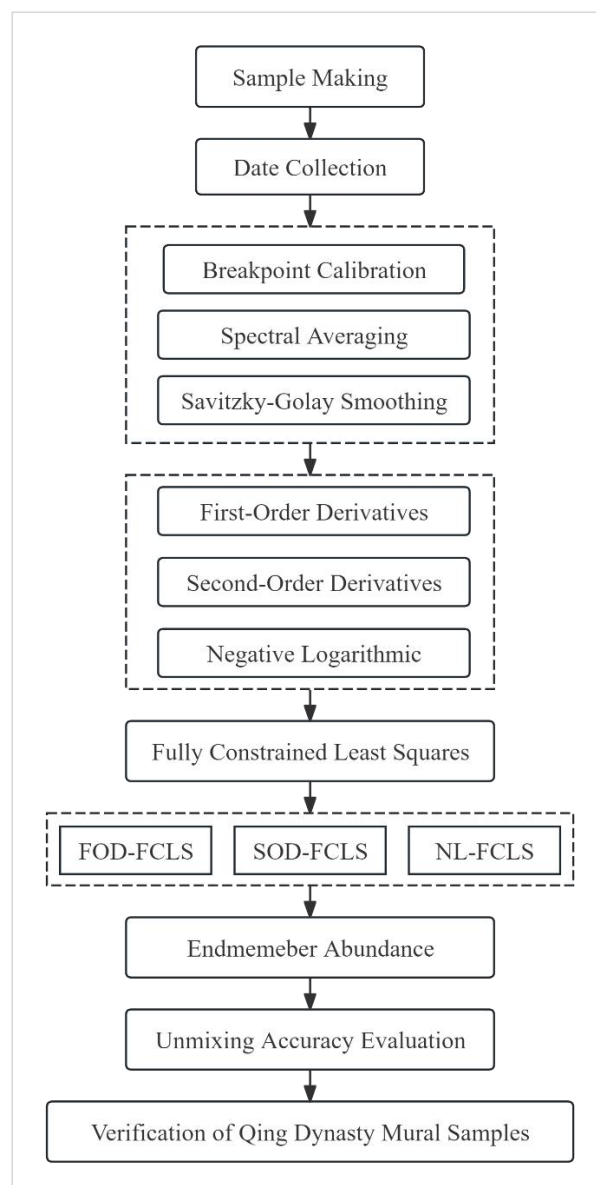 Sample Making
Date Collection
Breakpoint Calibration
Spectral Averaging
Savitzky-Golay Smoothing
First-Order Derivatives
Second-Order Derivatives
Negative Logarithmic
Fully Constrained Least Squares
FOD-FCLS SOD-FCLS NL-FCLS
Endmemeber Abundance
Unmixing Accuracy Evaluation
Verification of Qing Dynasty Mural Samples